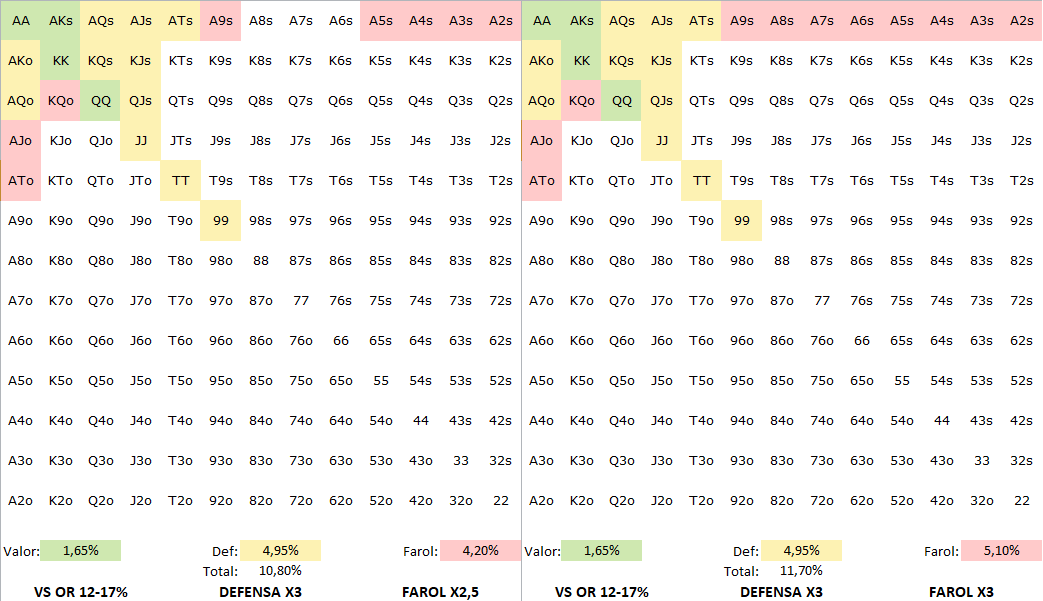 AA AKs AQs AJs ATs A9s A8s A7s A6s A5s A4s A3s A2s AA AKs AQs AJs ATs A9s A8s A7s A6s A5s A4s A3s A2s
AKo KK KQs KJs KTs K9s K8s K7s K6s K5s K4s K3s K2s AKo KK KQs KJs KTs K9s K8s K7s K6s K5s K4s K3s K2s
AQo KQo QQ QJs QTs Q9s Q8s Q7s Q6s Q5s Q4s Q3s Q2s AQo KQo QQ QJs QTs Q9s Q8s Q7s Q6s Q5s Q4s Q3s Q2s
AJo KJo QJo JJ JTs J9s J8s J7s J6s J5s J4s J3s J2s AJo KJo QJo JJ JTs J9s J8s J7s J6s J5s J4s J3s J2s
ATo KTo QTo JTo TT T9s T8s T7s T6s T5s T4s T3s T2s ATo KTo QTo JTo TT T9s T8s T7s T6s T5s T4s T3s T2s
A9o K9o Q9o J9o T9o 99 98s 97s 96s 95s 94s 93s 92s A9o K9o Q9o J9o T9o 99 98s 97s 96s 95s 94s 93s 92s
A8o K8o Q8o J8o T8o 98o 88 87s 86s 85s 84s 83s 82s A8o K8o Q8o J8o T8o 98o 88 87s 86s 85s 84s 83s 82s
A7o K7o Q7o J7o T7o 97o 87o 77 76s 75s 74s 73s 72s A7o K7o Q7o J7o T7o 97o 87o 77 76s 75s 74s 73s 72s
A6o K6o Q6o J6o T6o 96o 86o 76o 66 65s 64s 63s 62s A6o K6o Q6o J6o T6o 96o 86o 76o 66 65s 64s 63s 62s
A5o K5o Q5o J5o T5o 95o 85o 75o 65o 55 54s 53s 52s A5o K5o Q5o J5o T5o 95o 85o 75o 65o 55 54s 53s 52s
A4o K4o Q4o J4o T4o 94o 84o 74o 64o 54o 44 43s 42s A4o K4o Q4o J4o T4o 94o 84o 74o 64o 54o 44 43s 42s
A3o K3o Q3o J3o T3o 93o 83o 73o 63o 53o 43o 33 32s A3o K3o Q3o J3o T3o 93o 83o 73o 63o 53o 43o 33 32s
A2o K2o Q2o J2o T2o 92o 82o 72o 62o 52o 42o 32o 22 A2o K2o Q2o J2o T2o 92o 82o 72o 62o 52o 42o 32o 22
Valor: 1,65% Def: 4,95% Farol: 4,20% Valor: 1,65% Def: 4,95% Farol: 5,10%
Total: 10,80% Total: 11,70%
VS OR 12-17% DEFENSA X3 FAROL X2,5 VS OR 12-17% DEFENSA X3 FAROL X3